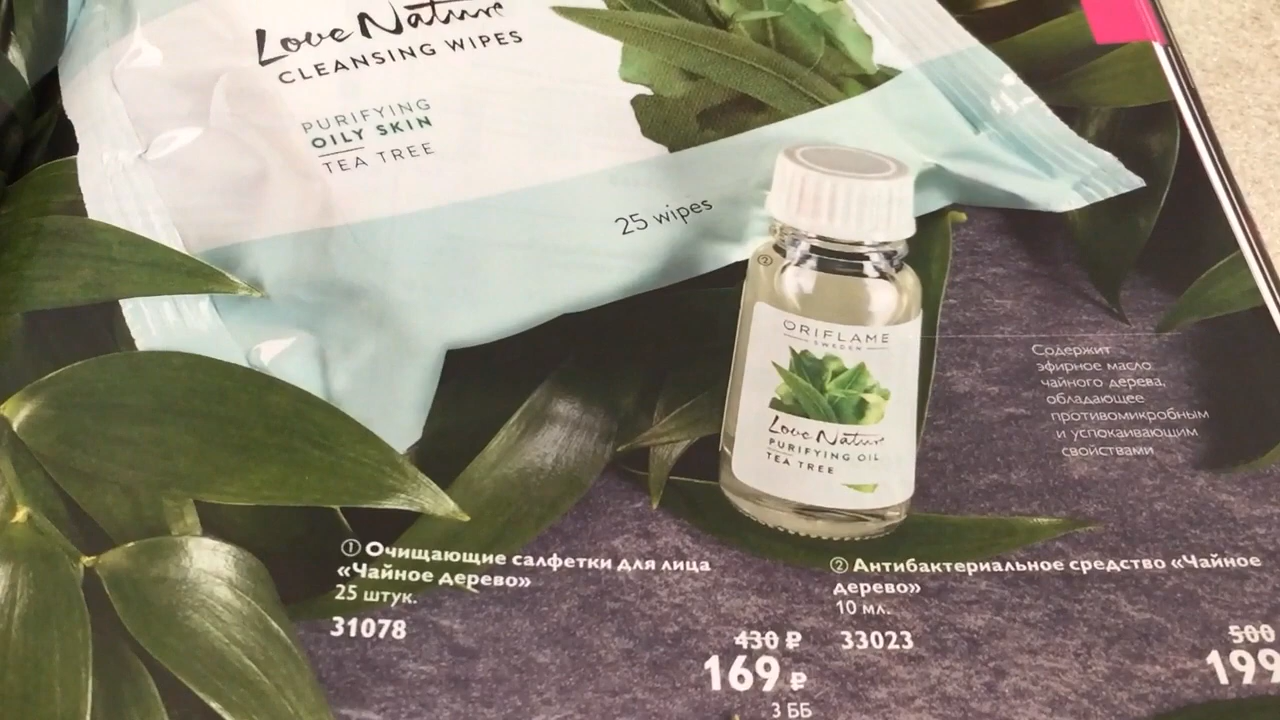 Love Nature
CLEANSING WIPES
PURIFYING
OILY SKIN
TEA TREE
25 wipes
②
ORIFLAME
SWEDEN
Love Nature
PURIFYING OIL
TEA TREE
Содержит
эфирное масло
чайного дерева,
обладающее
противомикробным
и успокаивающим
свойствами
① Очищающие салфетки для лица
«Чайное дерево»
25 штук.
31078
430 ₽
169 ₽
3 ББ
② Антибактериальное средство «Чайное
дерево»
10 мл.
33023
500
199